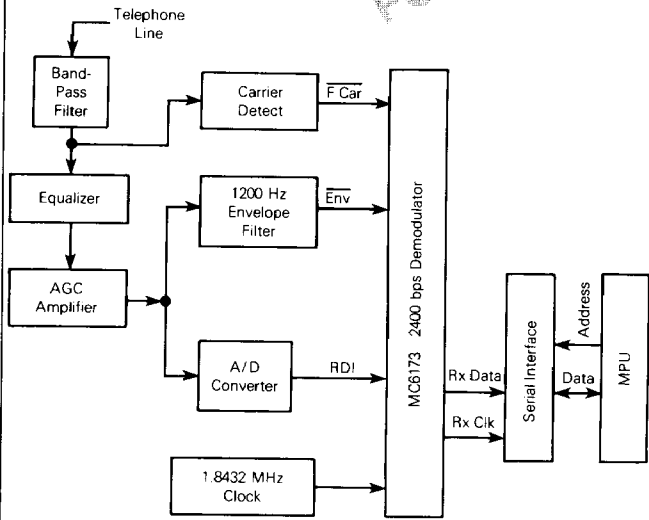 Telephone
Line
Band-
Pass
Filter
Carrier
Detect
F Car
Equalizer
1200 Hz
Envelope
Filter
Env
AGC
Amplifier
A/D
Converter
RDI
1.8432 MHz
Clock
MC6173 2400 bps Demodulator
Rx Data
Rx Clk
Serial Interface
Address
Data
MPU